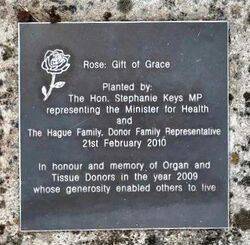 Rose: Gift of Grace
Planted by:
The Hon. Stephanie Keys MP
representing the Minister for Health
and
The Hague Family, Donor Family Representative
21st February 2010
In honour and memory of Organ and
Tissue Donors in the year 2009
whose generosity enabled others to live